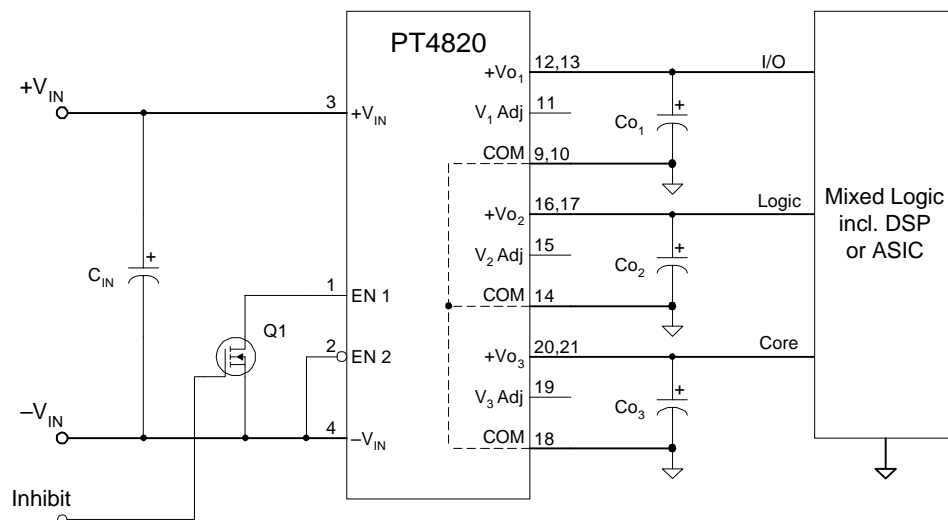 PT4820
+V_IN
3
+V_IN
C_IN
+
1
EN 1
Q1
2
EN 2
–V_IN
4
–V_IN
Inhibit
+Vo_1
12,13
I/O
V_1 Adj
11
Co_1
+
COM
9,10
+Vo_2
16,17
Logic
V_2 Adj
15
Co_2
+
COM
14
+Vo_3
20,21
Core
V_3 Adj
19
Co_3
+
COM
18
Mixed Logic
incl. DSP
or ASIC